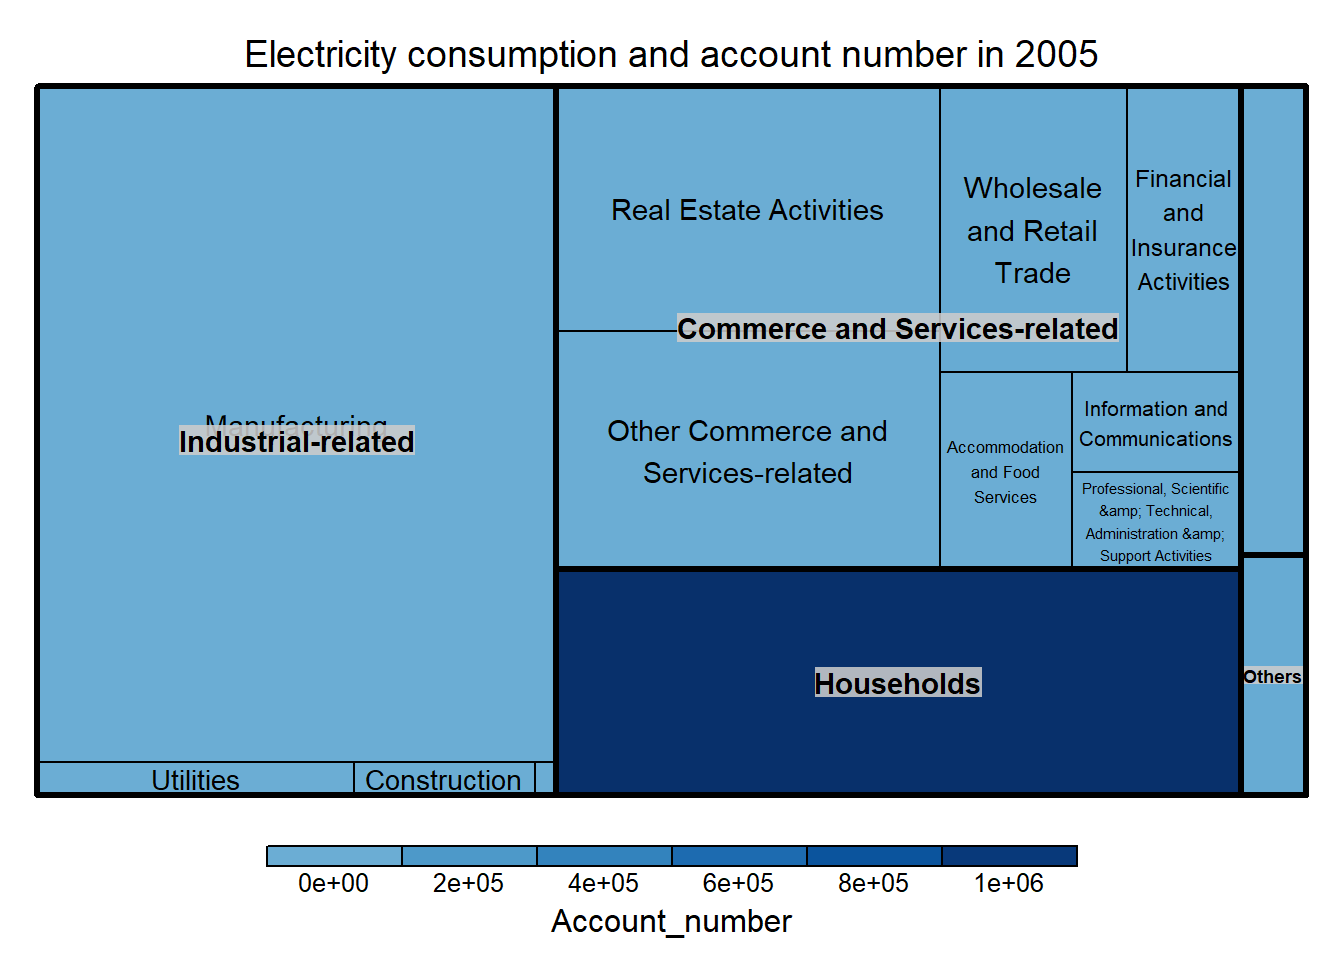 Electricity consumption and account number in 2005
Manufacturing
Industrial-related
Utilities
Construction
Real Estate Activities
Other Commerce and
Services-related
Commerce and Services-related
Wholesale
and Retail
Trade
Financial
and
Insurance
Activities
Accommodation
and Food
Services
Information and
Communications
Professional, Scientific
&amp; Technical,
Administration &amp;
Support Activities
Households
Others
0e+00
2e+05
4e+05
6e+05
8e+05
1e+06
Account_number